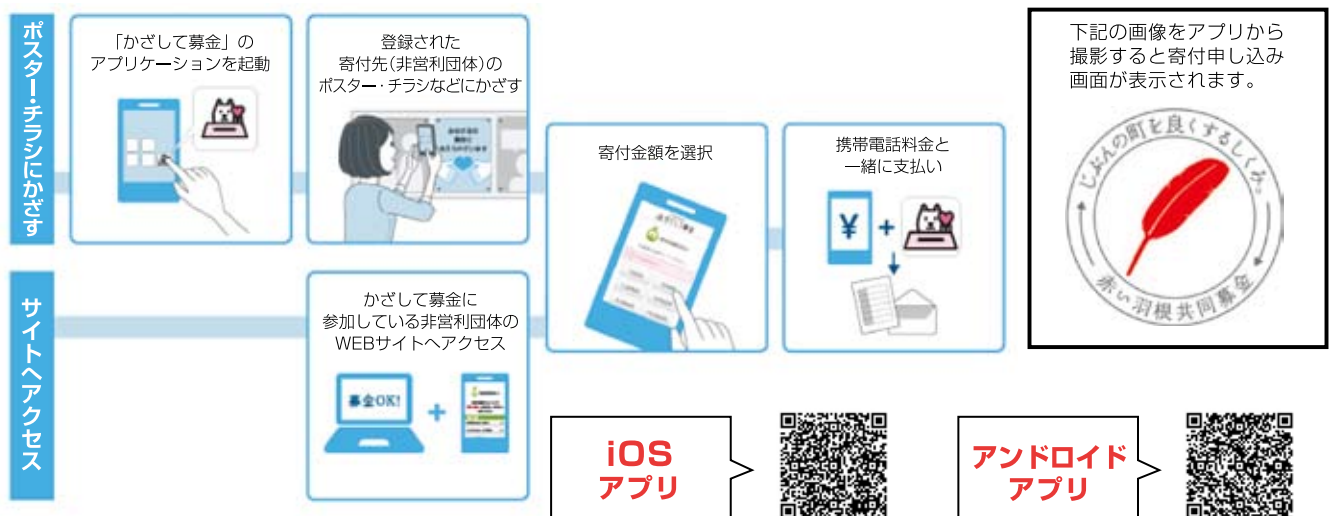 ポスター・チラシにかざす
「かざして募金」の
アプリケーションを起動
登録された
寄付先(非営利団体)の
ポスター・チラシなどにかざす
寄付金額を選択
携帯電話料金と
一緒に支払い
¥
+
下記の画像をアプリから
撮影すると寄付申し込み
画面が表示されます。
じぶんの町を良くするしくみ。
赤い羽根共同募金
サイトへアクセス
かざして募金に
参加している非営利団体の
WEBサイトへアクセス
募金OK!
+
iOS
アプリ
アンドロイド
アプリ